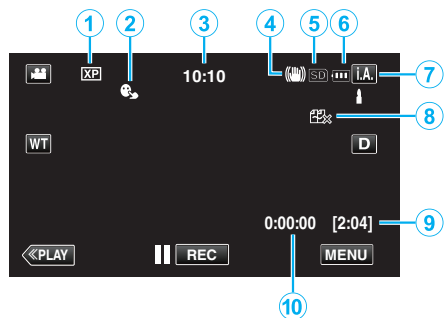 1 2 3 4 5 6
XP 10:10 SD i.A. 7
8
WT D
0:00:00 [2:04] 9
≪PLAY REC MENU
10